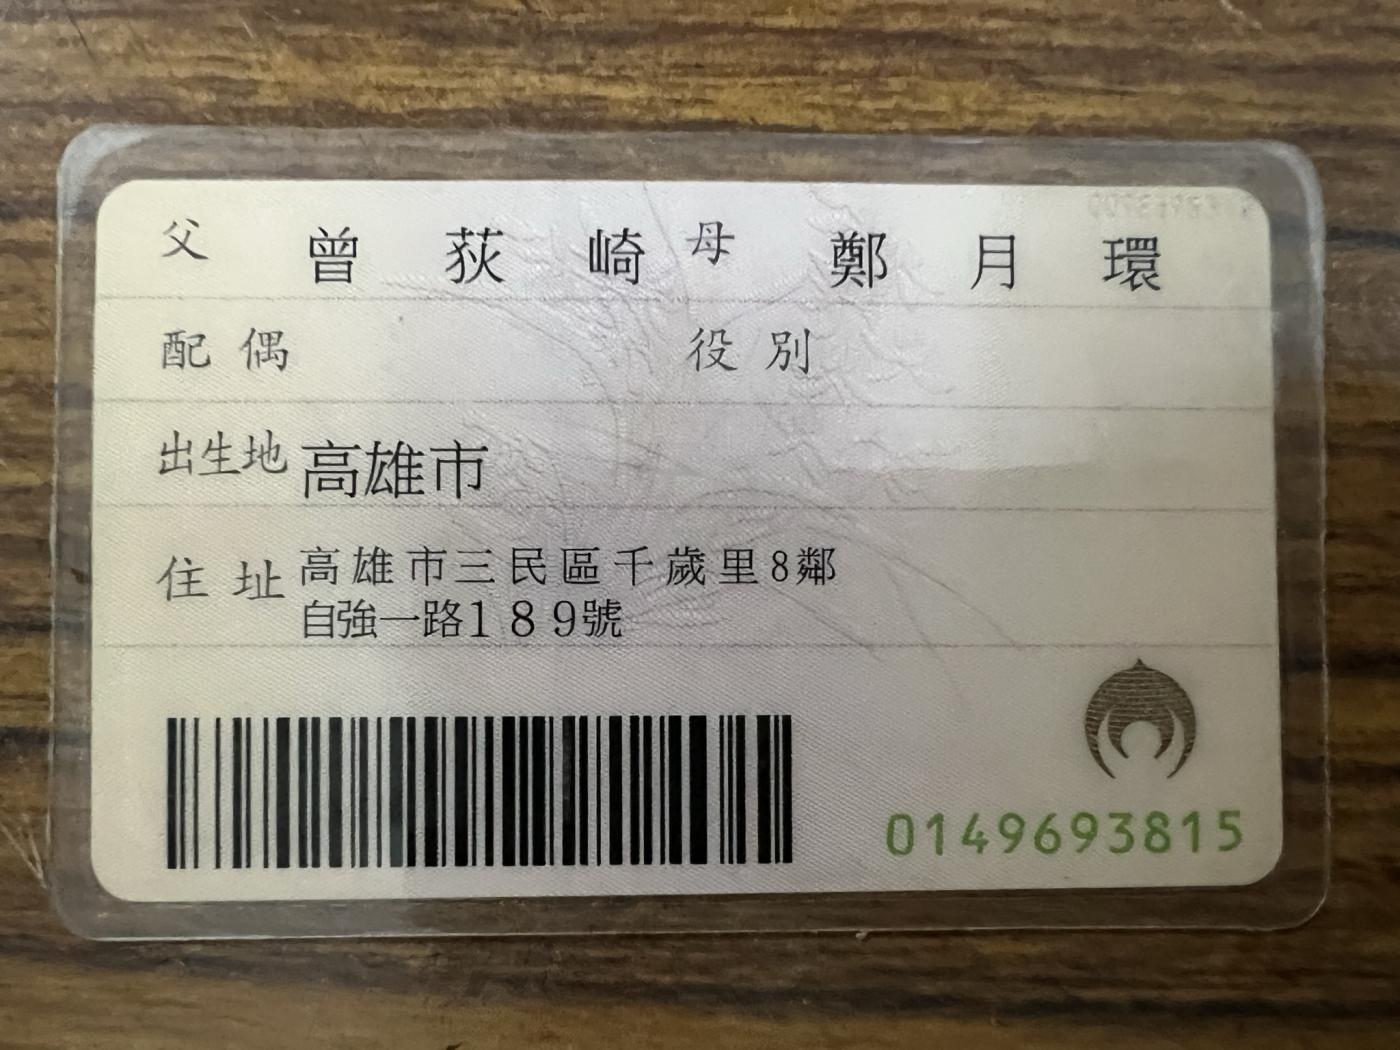 父 曾荻崎 母 鄭月環
配偶 役別
出生地 高雄市
住址 高雄市三民區千歲里8鄰
自強一路189號
0149693815